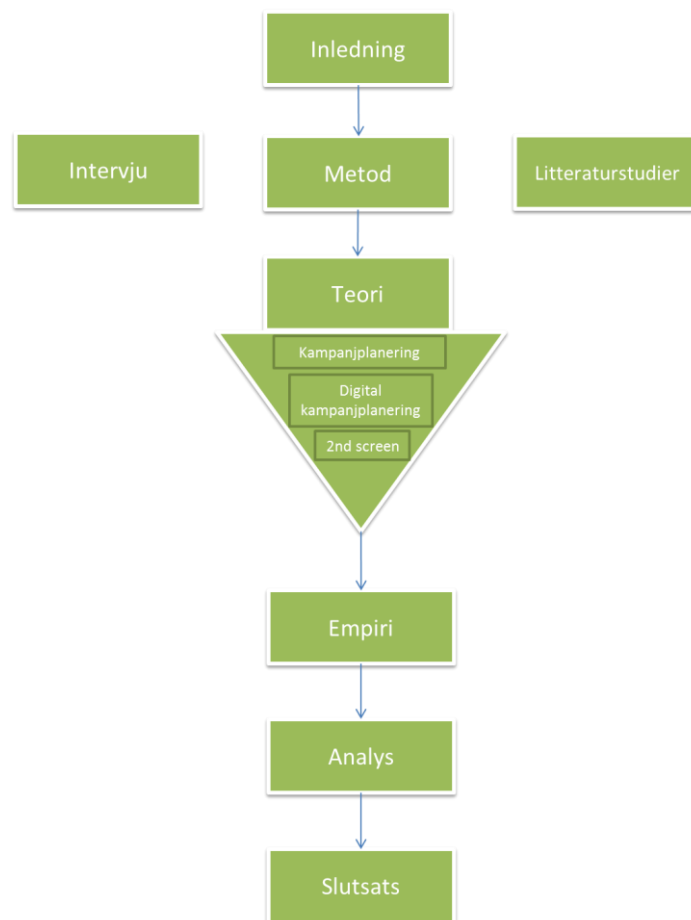 Inledning
Intervju
Metod
Litteraturstudier
Teori
Kampanjplanering
Digital
kampanjplanering
2nd screen
Empiri
Analys
Slutsats